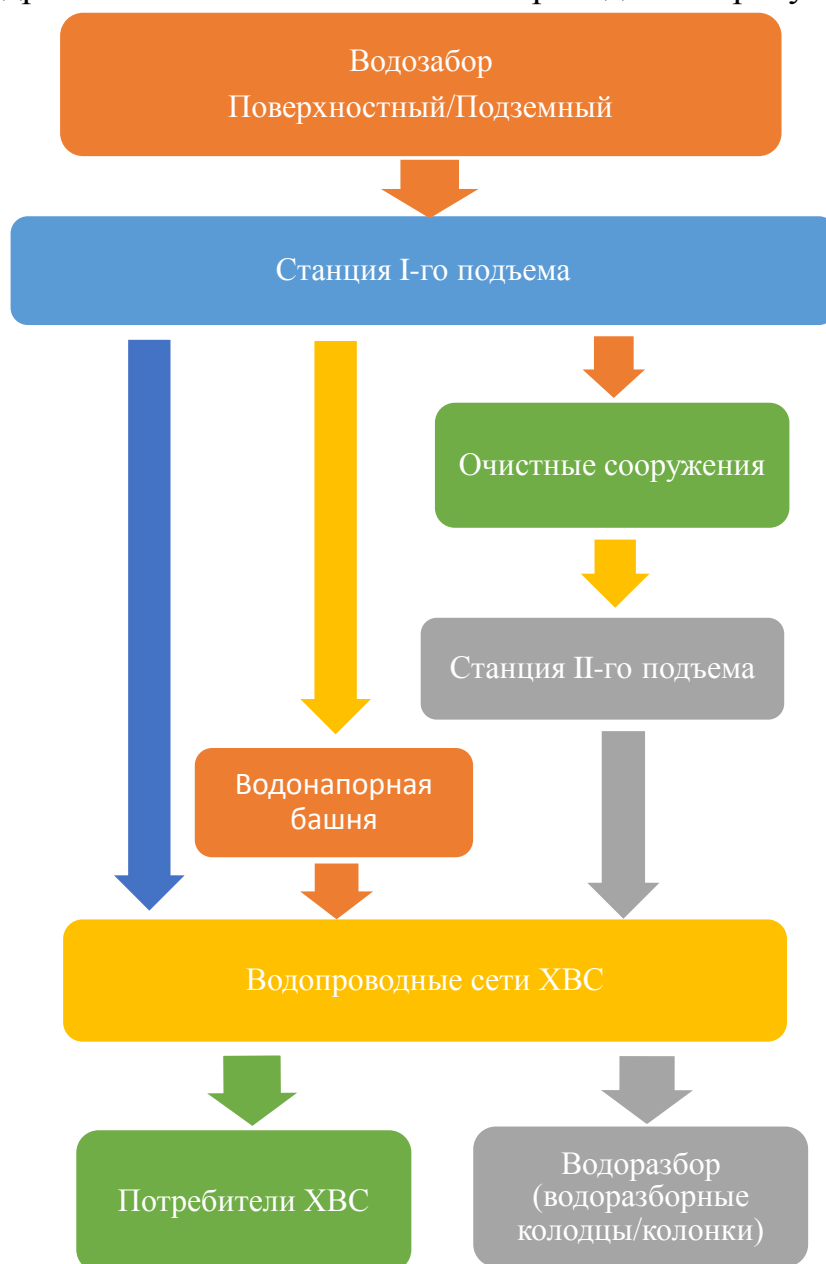 Водозабор
Поверхностный/Подземный
Станция I-го подъема
Очистные сооружения
Станция II-го подъема
Водонапорная
башня
Водопроводные сети ХВС
Потребители ХВС
Водоразбор
(водоразборные
колодцы/колонки)